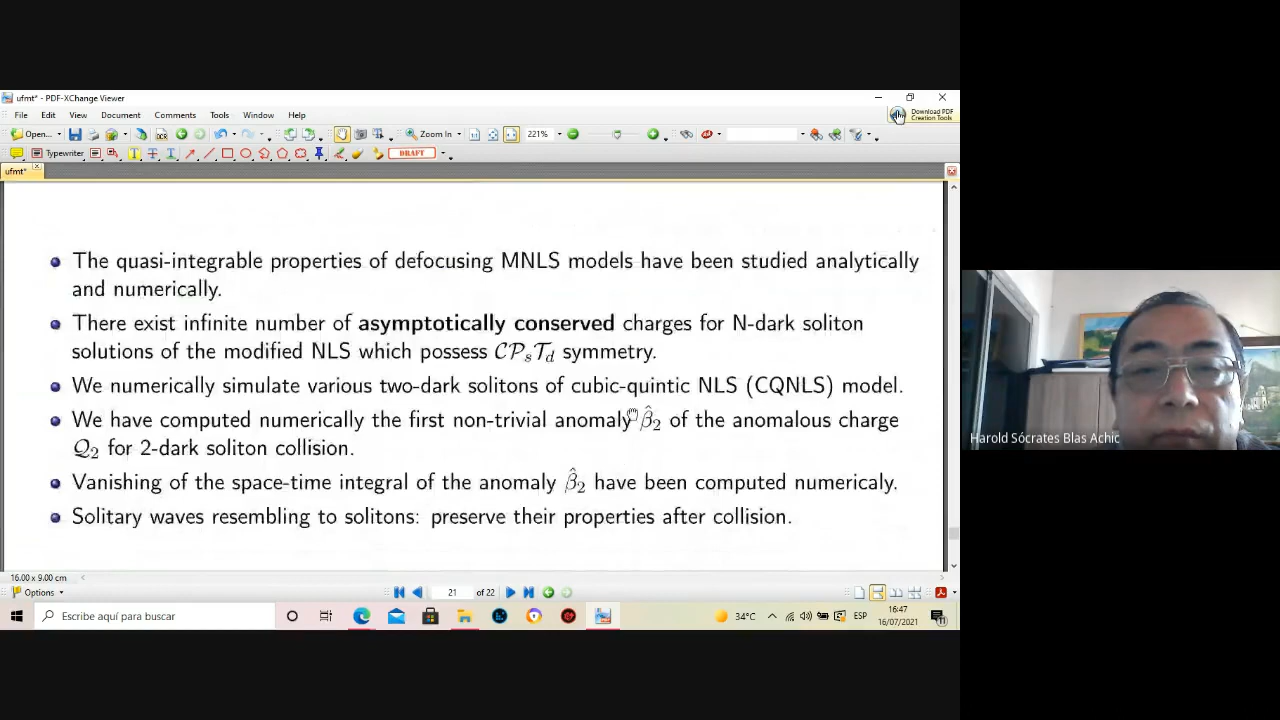 ufmt* - PDF-XChange Viewer
File Edit View Document Comments Tools Window Help
Download PDF
Creation Tools
Open... OCR Zoom In 221%
Typewriter DRAFT
ufmt*
The quasi-integrable properties of defocusing MNLS models have been studied analytically
and numerically.
There exist infinite number of asymptotically conserved charges for N-dark soliton
solutions of the modified NLS which possess 𝒞𝒫ₛ𝒯_d symmetry.
We numerically simulate various two-dark solitons of cubic-quintic NLS (CQNLS) model.
We have computed numerically the first non-trivial anomaly β̂₂ of the anomalous charge
𝒬₂ for 2-dark soliton collision.
Vanishing of the space-time integral of the anomaly β̂₂ have been computed numericaly.
Solitary waves resembling to solitons: preserve their properties after collision.
Harold Sócrates Blas Achic
16.00 x 9.00 cm
Options 21 of 22
Escribe aquí para buscar
34°C ESP
16:47
16/07/2021